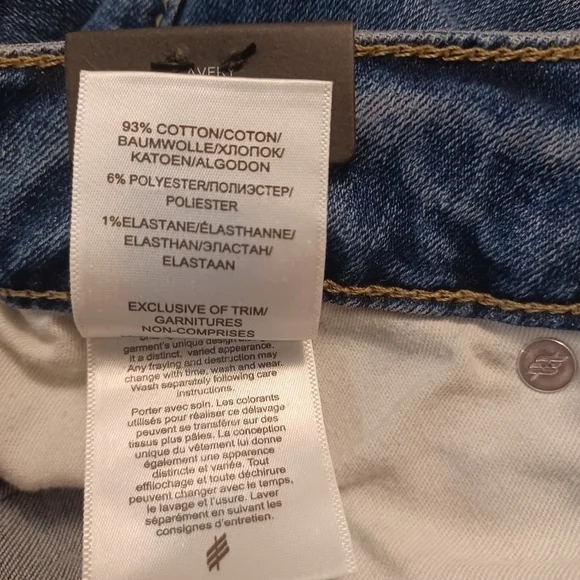 AVERY
93% COTTON/COTON/
BAUMWOLLE/ХЛОПОК/
KATOEN/ALGODON
6% POLYESTER/ПОЛИЭСТЕР/
POLIESTER
1%ELASTANE/ÉLASTHANNE/
ELASTHAN/ЭЛАСТАН/
ELASTAAN
EXCLUSIVE OF TRIM/
GARNITURES
NON-COMPRISES
garment's unique design
it a distinct, varied appearance.
Any fraying and destruction may
change with time, wash and wear.
Wash separately following care
instructions.
Porter avec soin. Les colorants
utilisés pour réaliser ce délavage
peuvent se transférer sur des
tissus plus pâles. La conception
unique du vêtement lui donne
également une apparence
distincte et variée. Tout
effilochage et toute déchirure
peuvent changer avec le temps,
le lavage et l'usure. Laver
séparément en suivant les
consignes d'entretien.